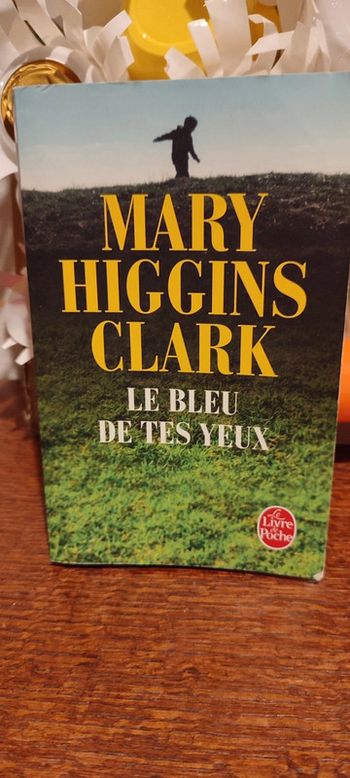 MARY
HIGGINS
CLARK
LE BLEU
DE TES YEUX
Le
Livre
de
Poche